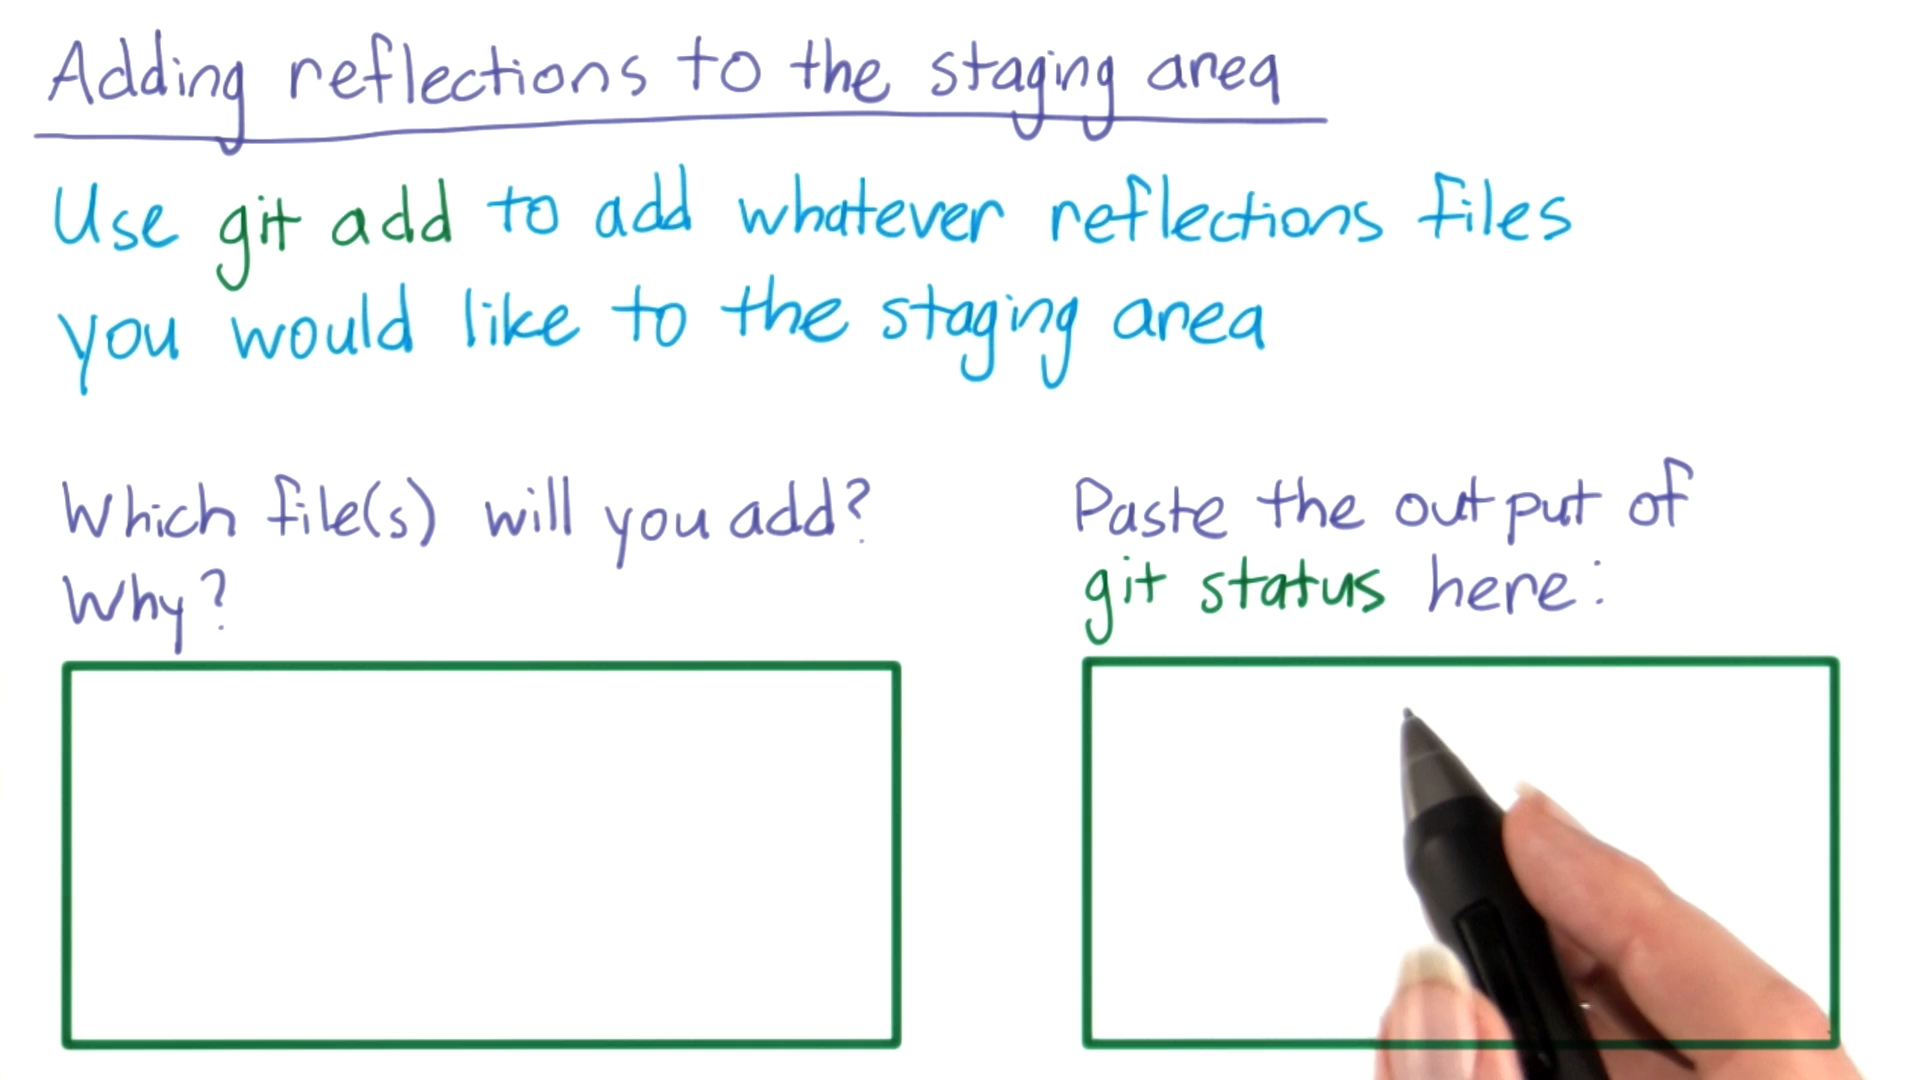 Adding reflections to the staging area
Use git add to add whatever reflections files
you would like to the staging area
Which file(s) will you add?
Why?
Paste the output of
git status here: